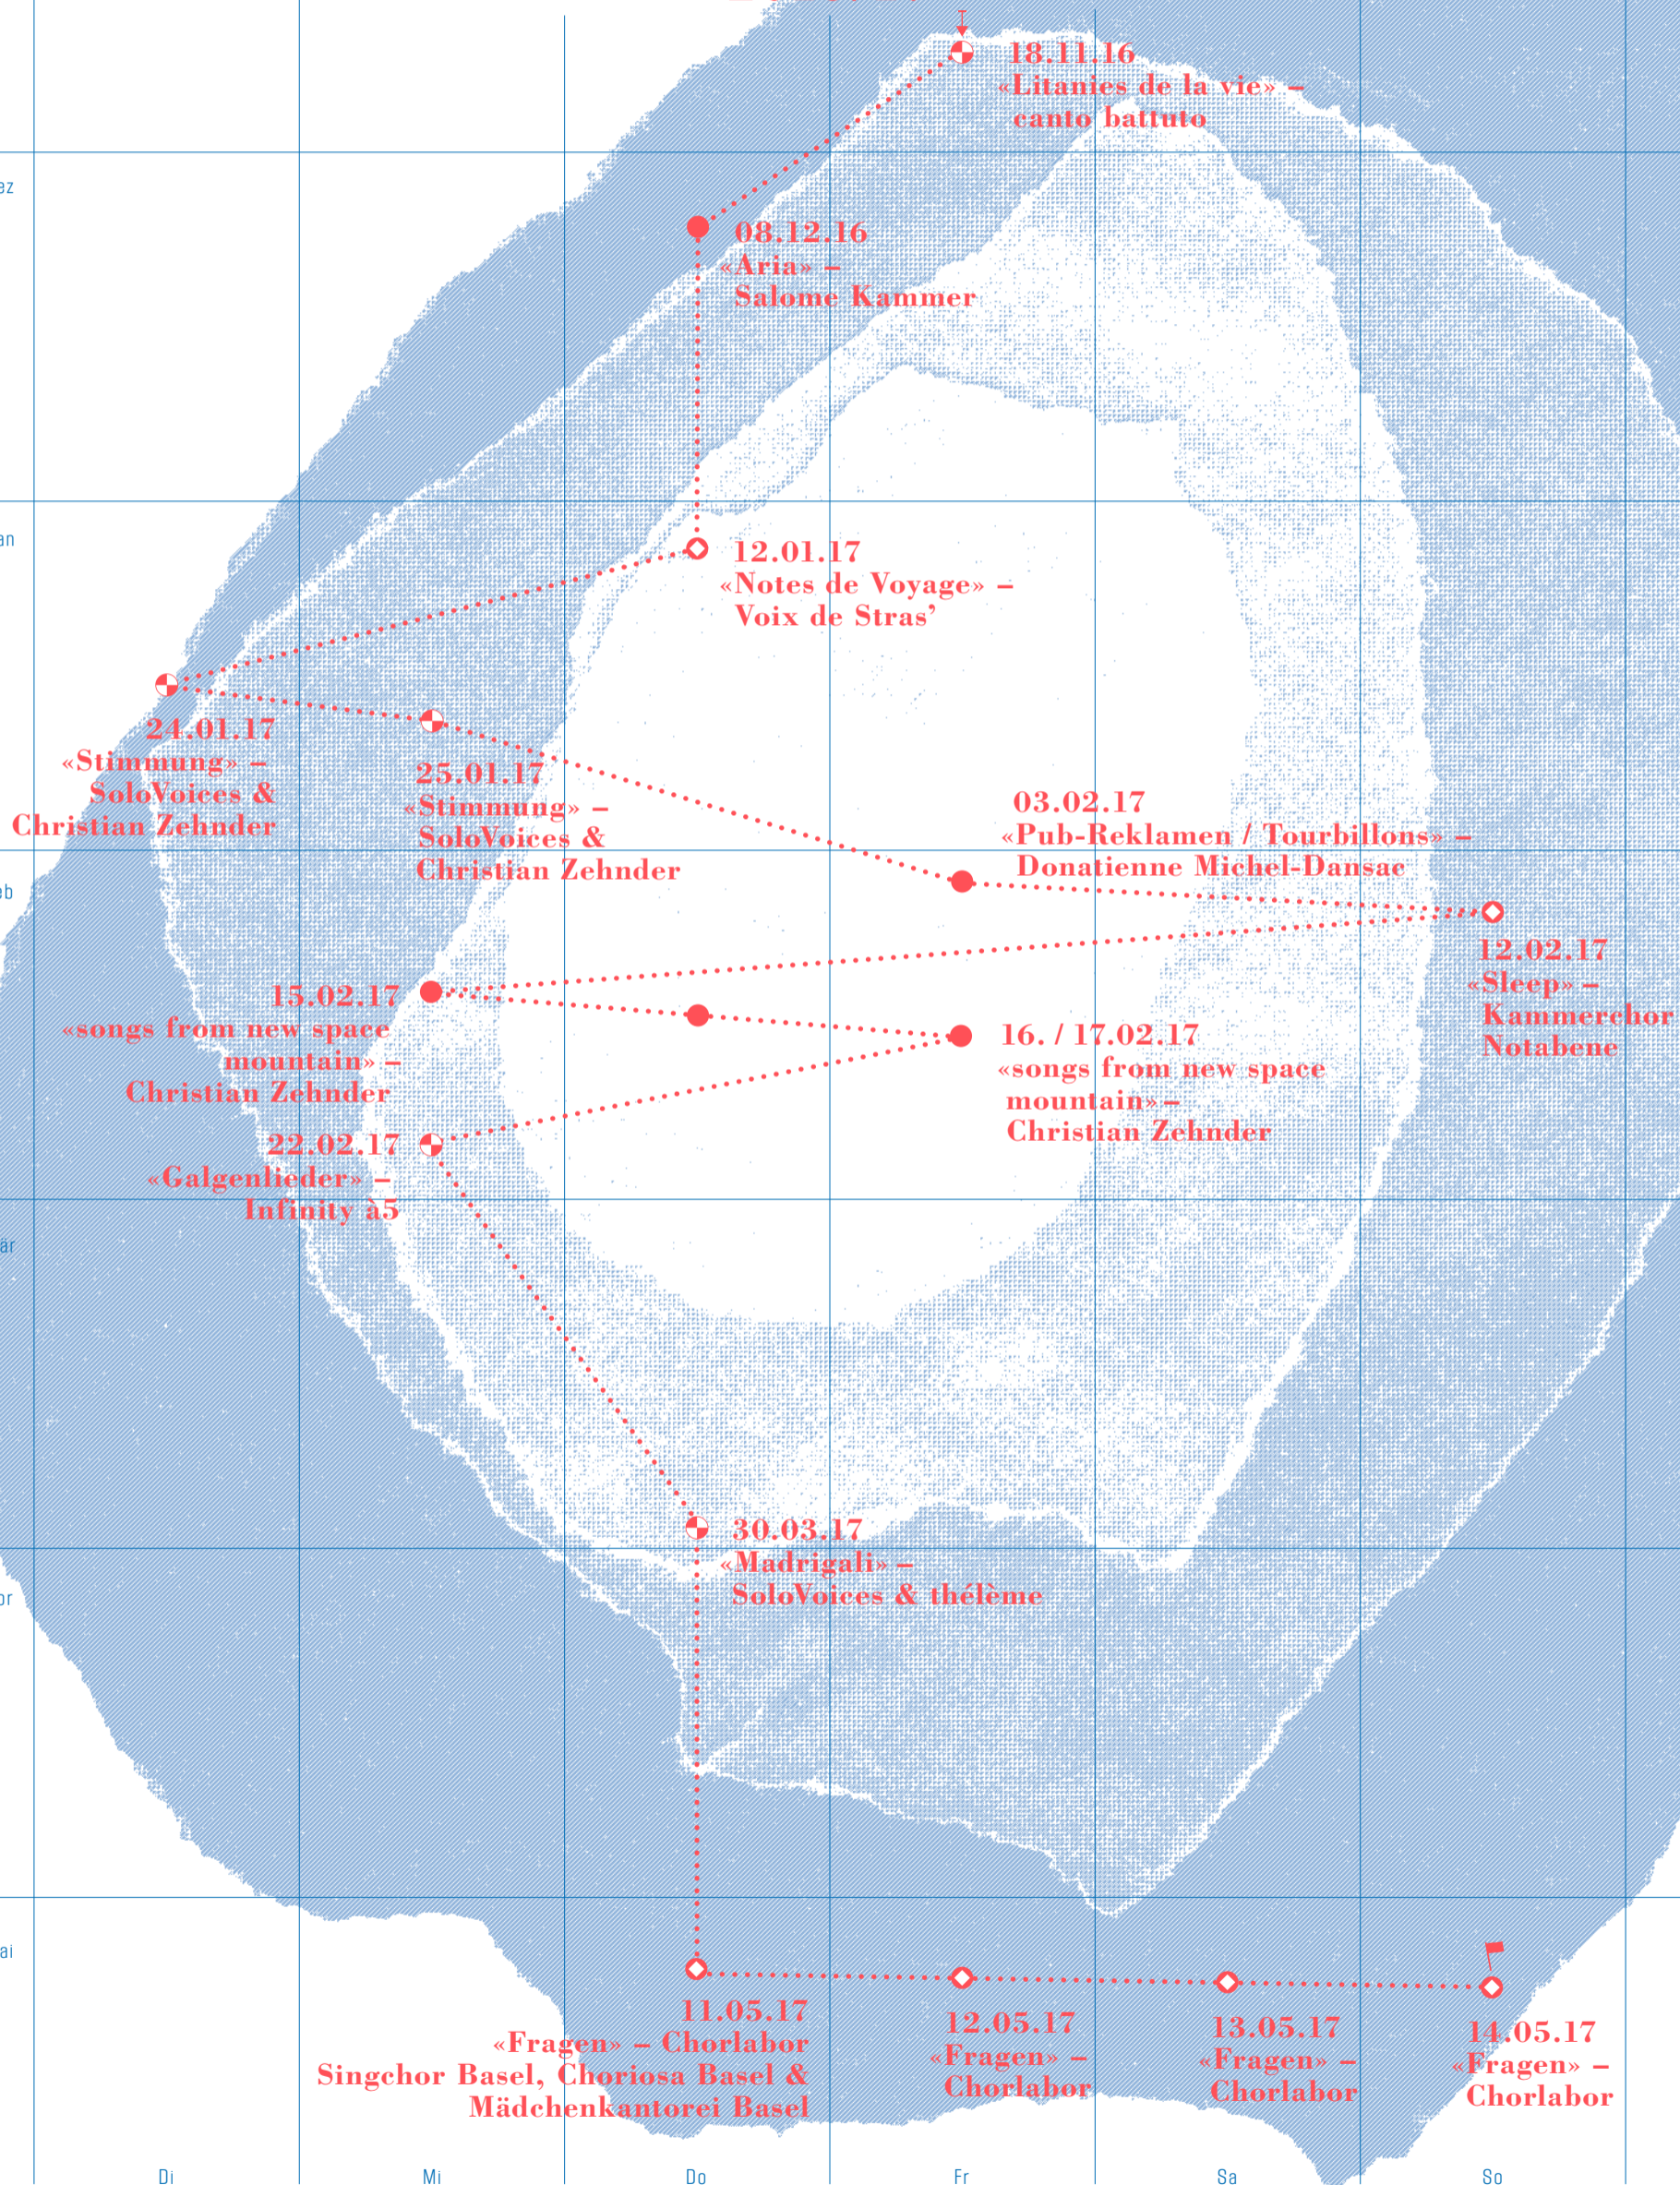 18.11.16
«Litanies de la vie» –
canto battuto
ez
08.12.16
«Aria» –
Salome Kammer
an
12.01.17
«Notes de Voyage» –
Voix de Stras’
24.01.17
«Stimmung» –
SoloVoices &
Christian Zehnder
25.01.17
«Stimmung» –
SoloVoices &
Christian Zehnder
03.02.17
«Pub-Reklamen / Tourbillons» –
Donatienne Michel-Dansac
eb
12.02.17
«Sleep» –
Kammerchor
Notabene
15.02.17
«songs from new space
mountain» –
Christian Zehnder
16. / 17.02.17
«songs from new space
mountain» –
Christian Zehnder
22.02.17
«Galgenlieder» –
Infinity à5
är
30.03.17
«Madrigali» –
SoloVoices & thélème
or
ai
11.05.17
«Fragen» – Chorlabor
Singchor Basel, Choriosa Basel &
Mädchenkantorei Basel
12.05.17
«Fragen» –
Chorlabor
13.05.17
«Fragen» –
Chorlabor
14.05.17
«Fragen» –
Chorlabor
Di Mi Do Fr Sa So